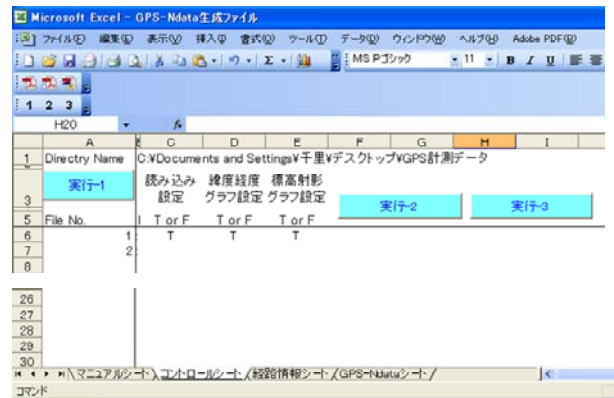 Microsoft Excel - GPS-Ndata生成ファイル
ファイル(F) 編集(E) 表示(V) 挿入(I) 書式(O) ツール(T) データ(D) ウィンドウ(W) ヘルプ(H) Adobe PDF(B)
MS Pゴシック 11 B I U
1 2 3
H20 fx
A C D E F G H I
1 Directry Name C:¥Documents and Settings¥千里¥デスクトップ¥GPS計測データ
実行-1 読み込み 緯度経度 標高射影
3 設定 グラフ設定 グラフ設定 実行-2 実行-3
5 File No. T or F T or F T or F
6 1 T T T
7 2
8
26
27
28
29
30
マニュアルシート コントロールシート 経路情報シート GPS-Ndataシート
コマンド